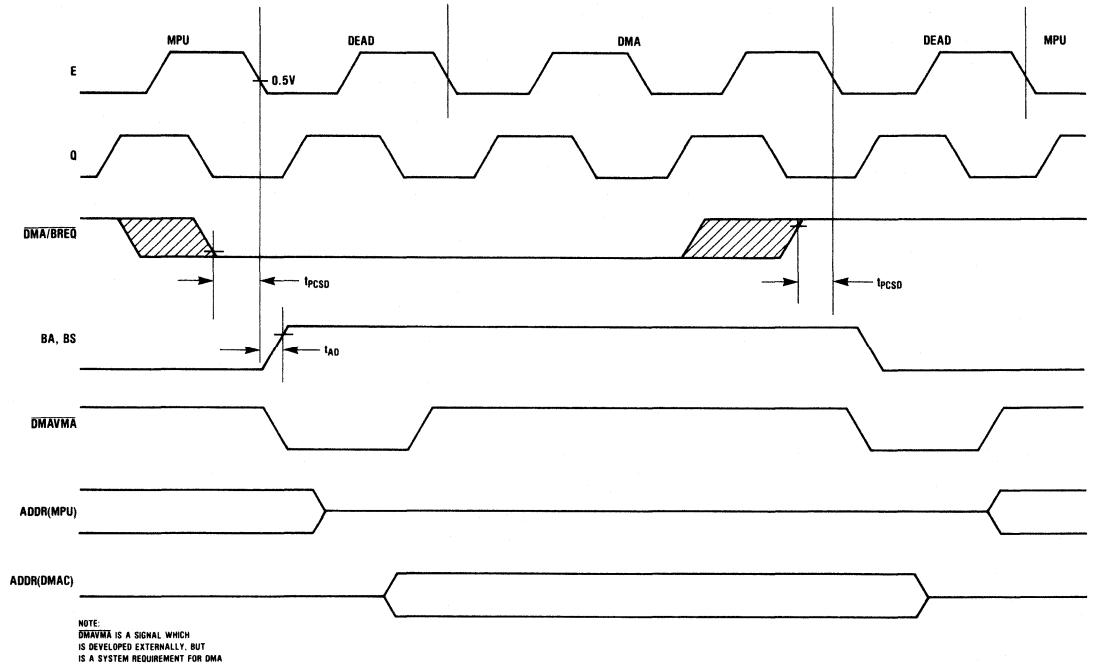 MPU DEAD DMA DEAD MPU
E
0.5V
Q
DMA/BREQ
tPCSD tPCSD
BA, BS
tAD
DMAVMA
ADDR(MPU)
ADDR(DMAC)
NOTE:
DMAVMA IS A SIGNAL WHICH
IS DEVELOPED EXTERNALLY, BUT
IS A SYSTEM REQUIREMENT FOR DMA